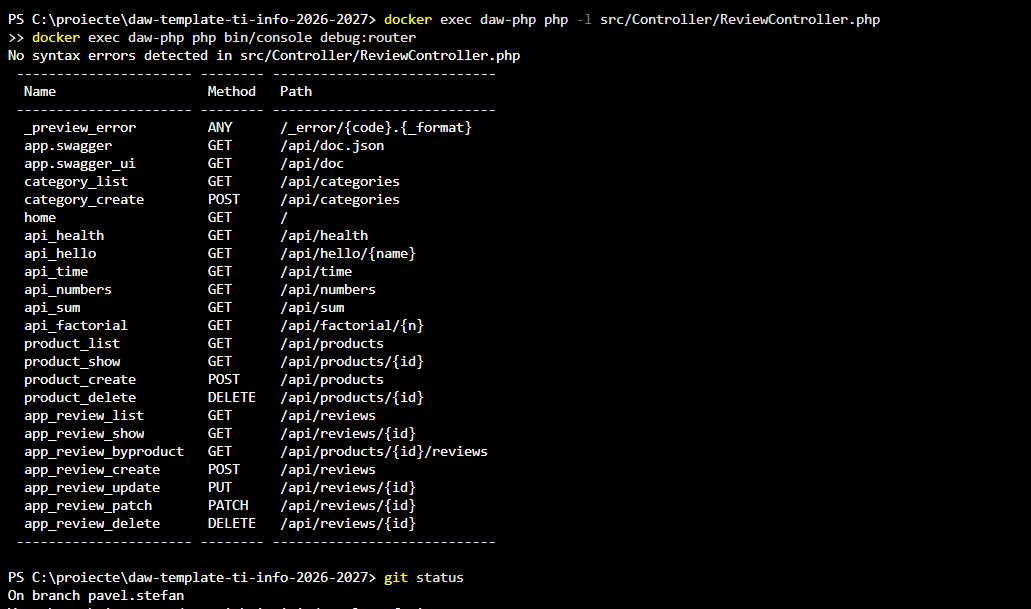 PS C:\proiecte\daw-template-ti-info-2026-2027> docker exec daw-php php -l src/Controller/ReviewController.php
>> docker exec daw-php php bin/console debug:router
No syntax errors detected in src/Controller/ReviewController.php
---------------------- -------- ----------------------------
Name Method Path
---------------------- -------- ----------------------------
_preview_error ANY /_error/{code}.{_format}
app.swagger GET /api/doc.json
app.swagger_ui GET /api/doc
category_list GET /api/categories
category_create POST /api/categories
home GET /
api_health GET /api/health
api_hello GET /api/hello/{name}
api_time GET /api/time
api_numbers GET /api/numbers
api_sum GET /api/sum
api_factorial GET /api/factorial/{n}
product_list GET /api/products
product_show GET /api/products/{id}
product_create POST /api/products
product_delete DELETE /api/products/{id}
app_review_list GET /api/reviews
app_review_show GET /api/reviews/{id}
app_review_byproduct GET /api/products/{id}/reviews
app_review_create POST /api/reviews
app_review_update PUT /api/reviews/{id}
app_review_patch PATCH /api/reviews/{id}
app_review_delete DELETE /api/reviews/{id}
---------------------- -------- ----------------------------
PS C:\proiecte\daw-template-ti-info-2026-2027> git status
On branch pavel.stefan